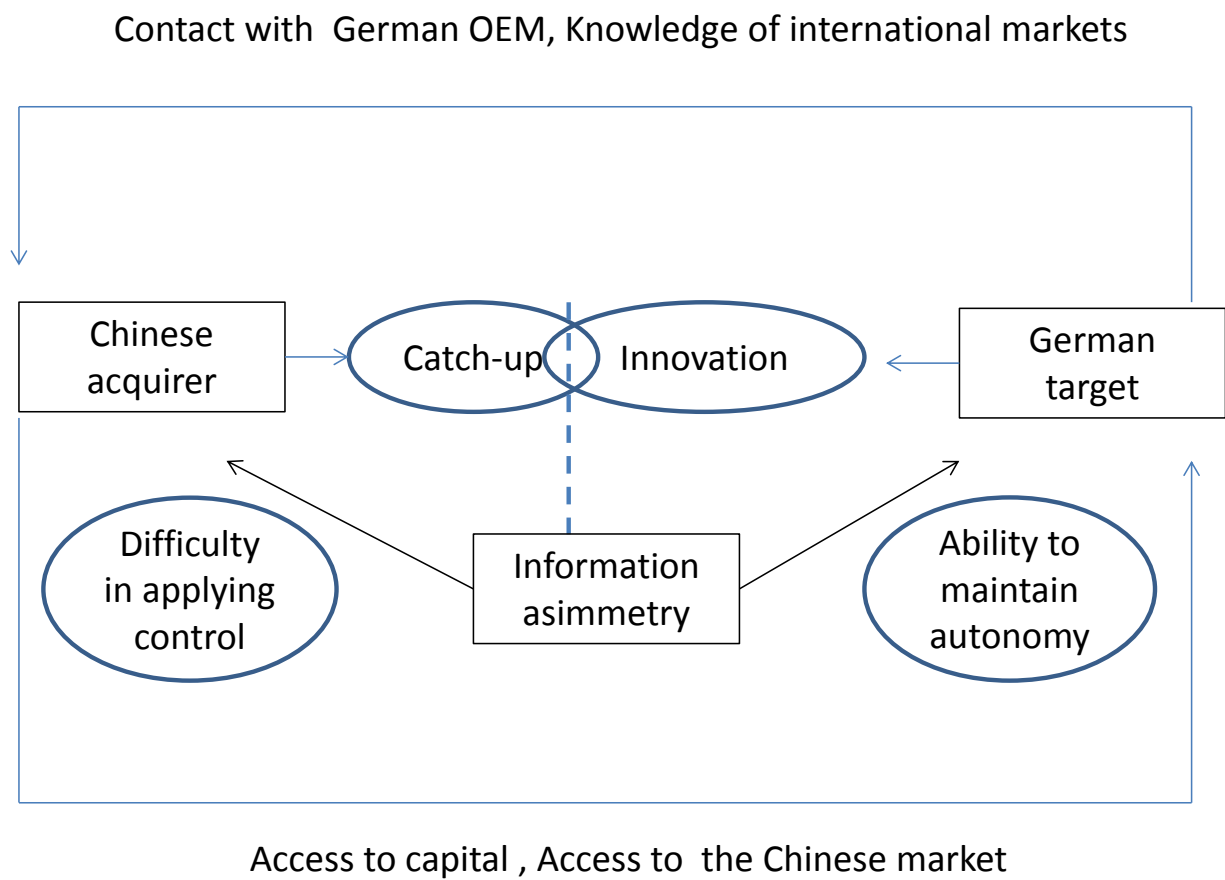 Contact with  German OEM, Knowledge of international markets
Chinese
acquirer
Catch-up
Innovation
German
target
Difficulty
in applying
control
Information
asimmetry
Ability to
maintain
autonomy
Access to capital , Access to  the Chinese market